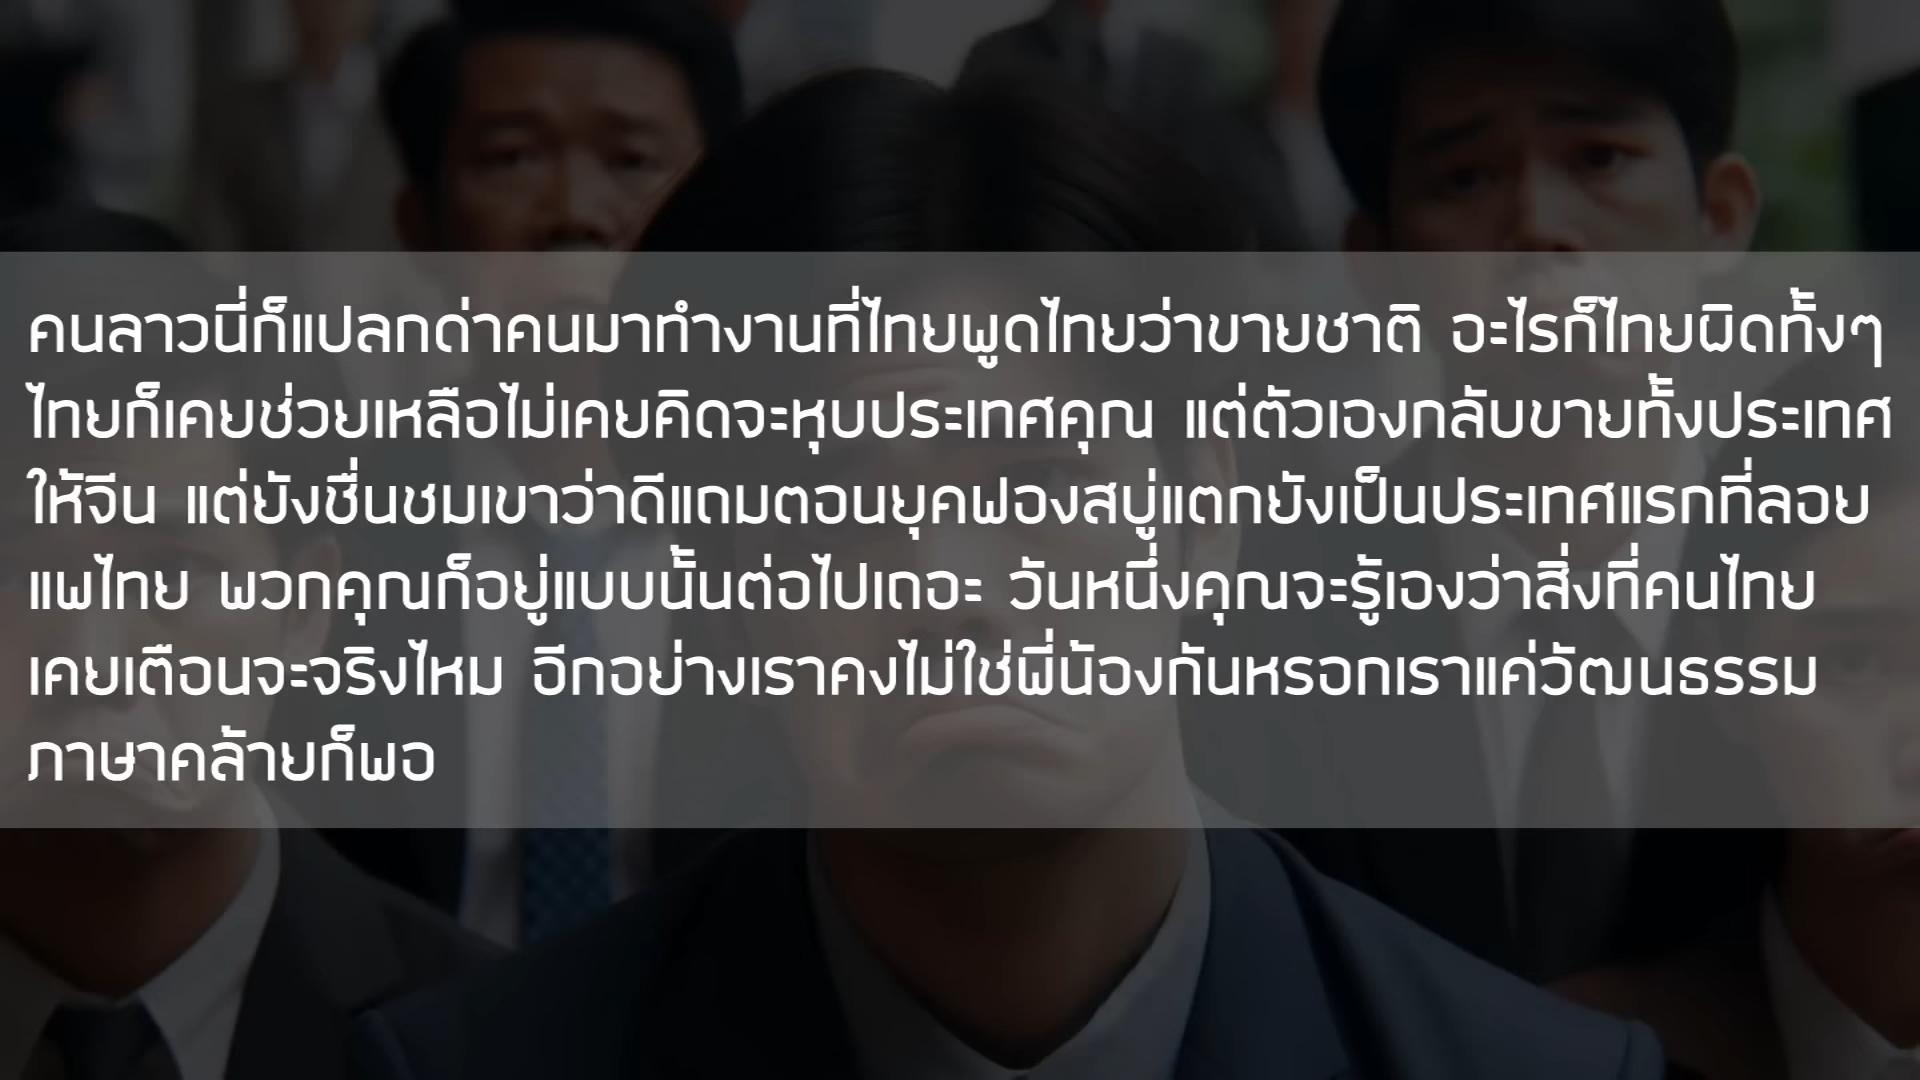 คนลาวนี่ก็แปลกด่าคนมาทำงานที่ไทยพูดไทยว่าขายชาติ อะไรก็ไทยผิดทั้งๆ
ไทยก็เคยช่วยเหลือไม่เคยคิดจะหุบประเทศคุณ แต่ตัวเองกลับขายทั้งประเทศ
ให้จีน แต่ยังชื่นชมเขาว่าดีแถมตอนยุคฟองสบู่แตกยังเป็นประเทศแรกที่ลอย
แพไทย พวกคุณก็อยู่แบบนั้นต่อไปเถอะ วันหนึ่งคุณจะรู้เองว่าสิ่งที่คนไทย
เคยเตือนจะจริงไหม อีกอย่างเราคงไม่ใช่พี่น้องกันหรอกเราแค่วัฒนธรรม
ภาษาคล้ายก็พอ